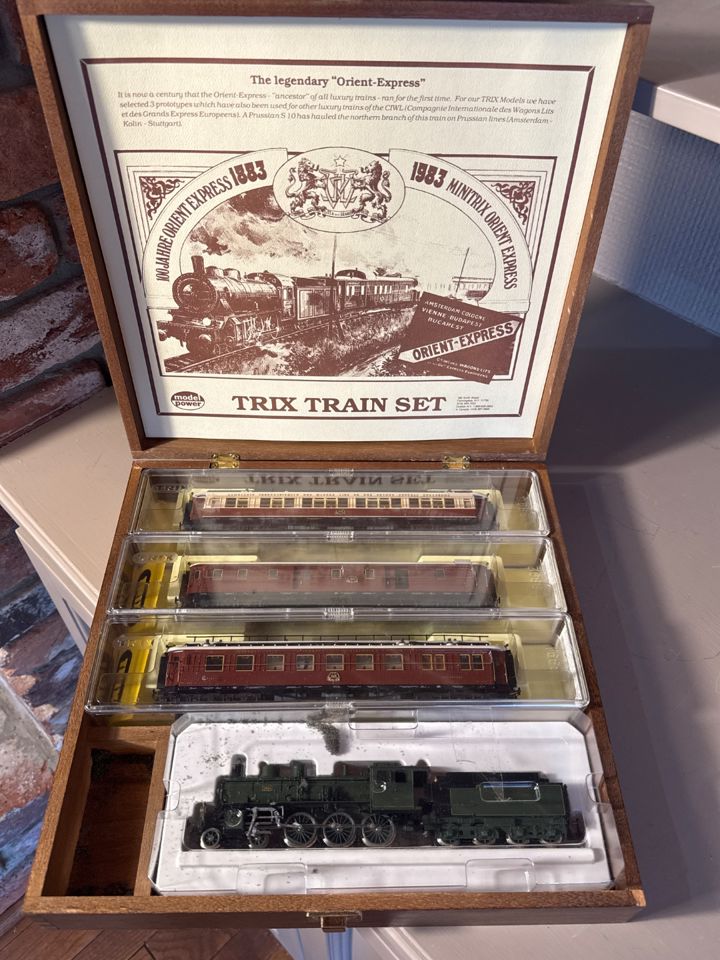 The legendary "Orient-Express"
It is now a century that the Orient-Express - "ancestor" of all luxury trains - ran for the first time. For our TRIX Models we have
selected 3 prototypes which have also been used for other luxury trains of the CIWL (Compagnie Internationale des Wagons Lits
et des Grands Express Europeens). A Prussian S 10 has hauled the northern branch of this train on Prussian lines (Amsterdam -
Koln - Stuttgart).
100 JAHRE ORIENT EXPRESS 1883
1983 MINITRIX ORIENT EXPRESS
AMSTERDAM COLOGNE
VIENNE BUDAPEST
BUCAREST
ORIENT-EXPRESS
model
power
TRIX TRAIN SET